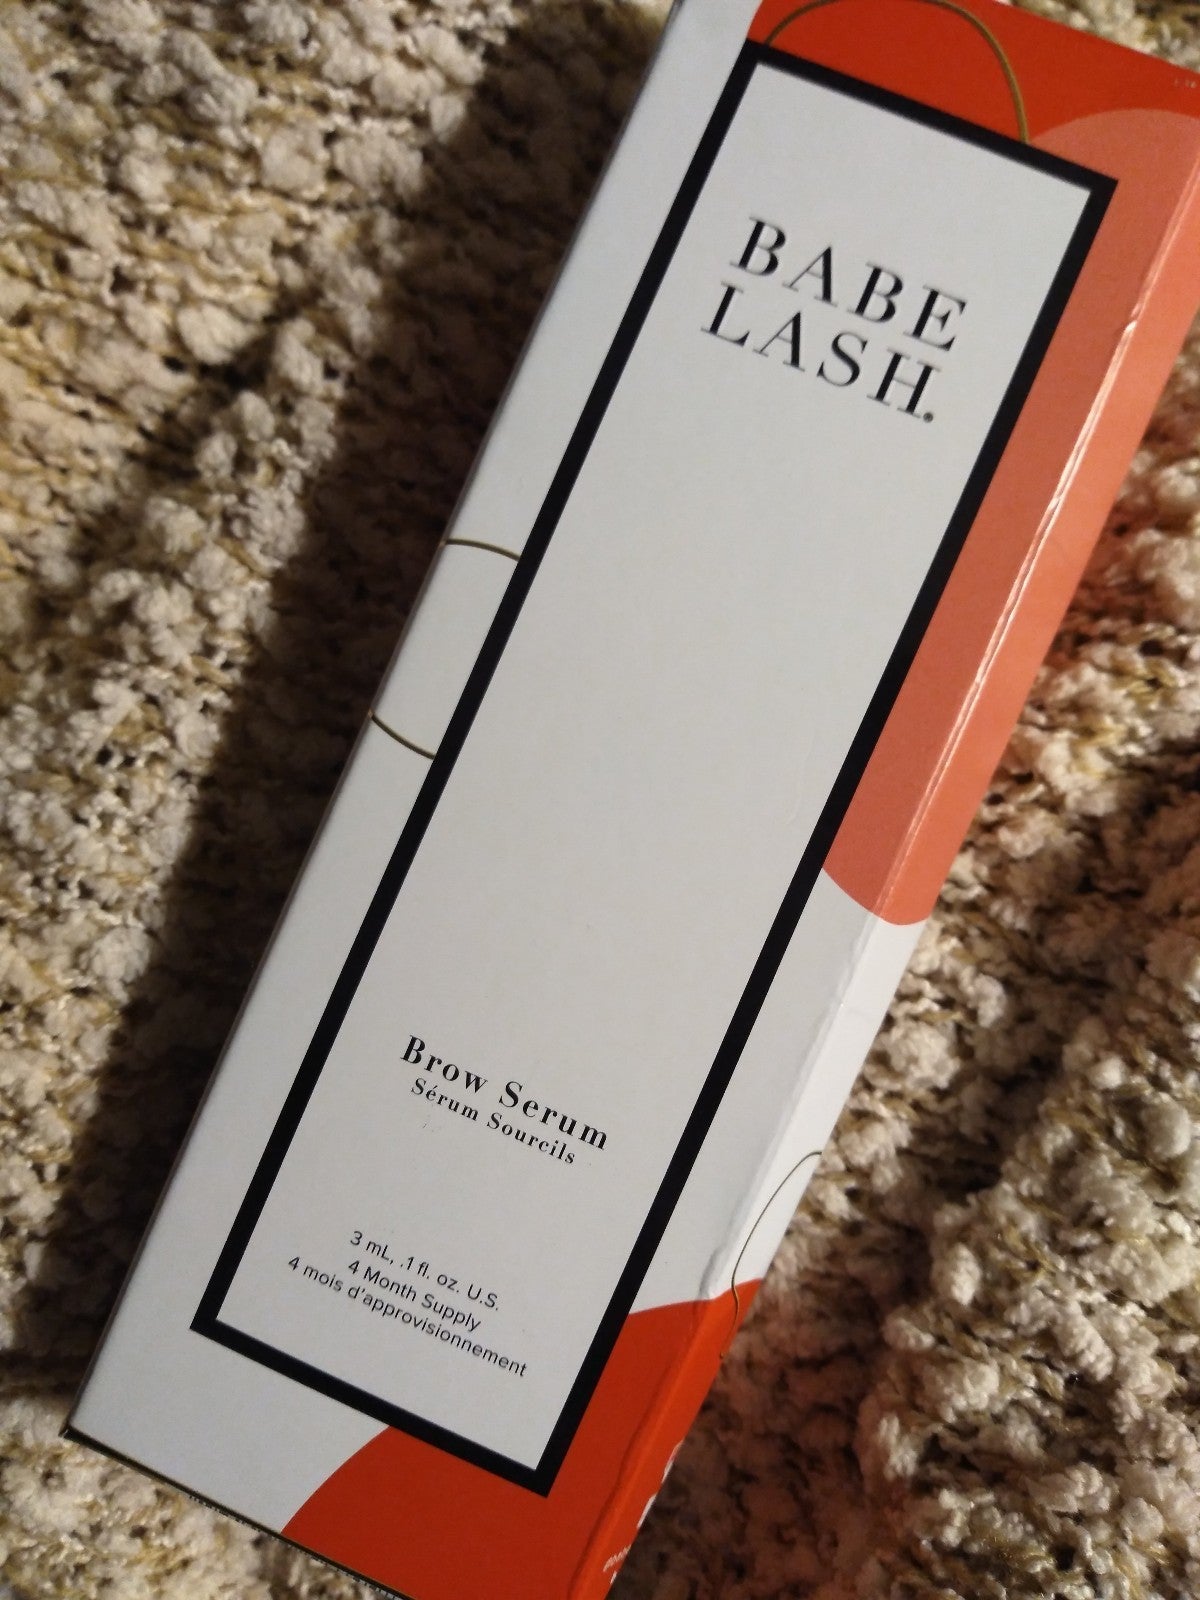 BABE
LASH®
Brow Serum
Sérum Sourcils
3 mL, .1 fl. oz. U.S.
4 Month Supply
4 mois d'approvisionnement